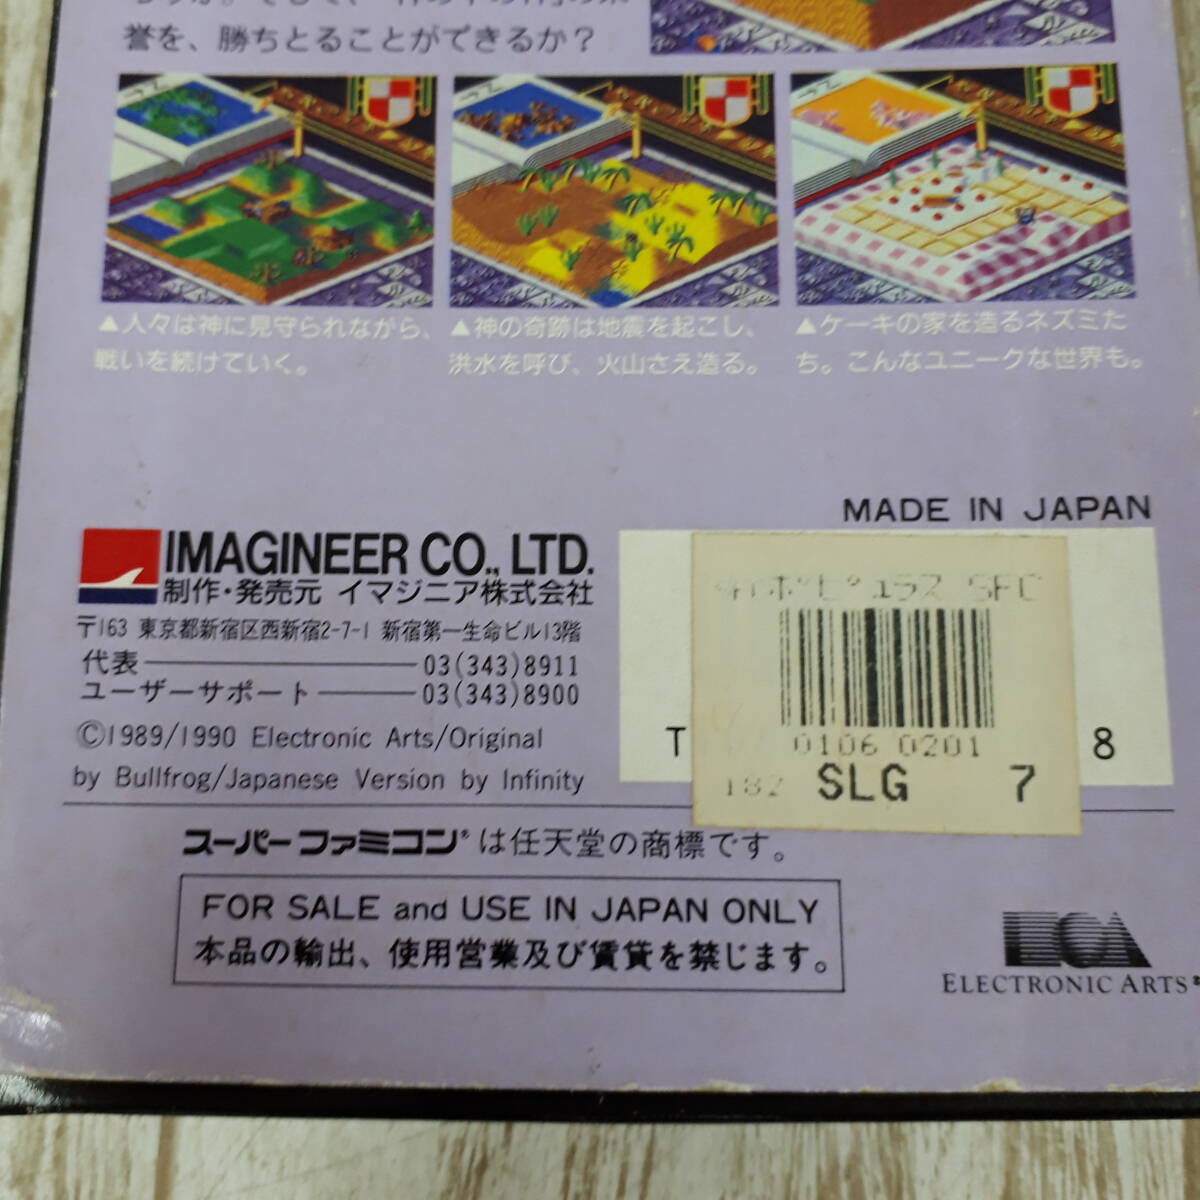 誉を、勝ちとることができるか？
▲人々は神に見守られながら、
戦いを続けていく。
▲神の奇跡は地震を起こし、
洪水を呼び、火山さえ造る。
▲ケーキの家を造るネズミた
ち。こんなユニークな世界も。
MADE IN JAPAN
IMAGINEER CO., LTD.
制作・発売元 イマジニア株式会社
〒163 東京都新宿区西新宿2-7-1 新宿第一生命ビル13階
代表 03(343)8911
ユーザーサポート 03(343)8900
©1989/1990 Electronic Arts/Original
by Bullfrog/Japanese Version by Infinity
ポピュラス SFC
0106 0201
182 SLG 7
T 8
スーパーファミコン®は任天堂の商標です。
FOR SALE and USE IN JAPAN ONLY
本品の輸出、使用営業及び賃貸を禁じます。
ELECTRONIC ARTS